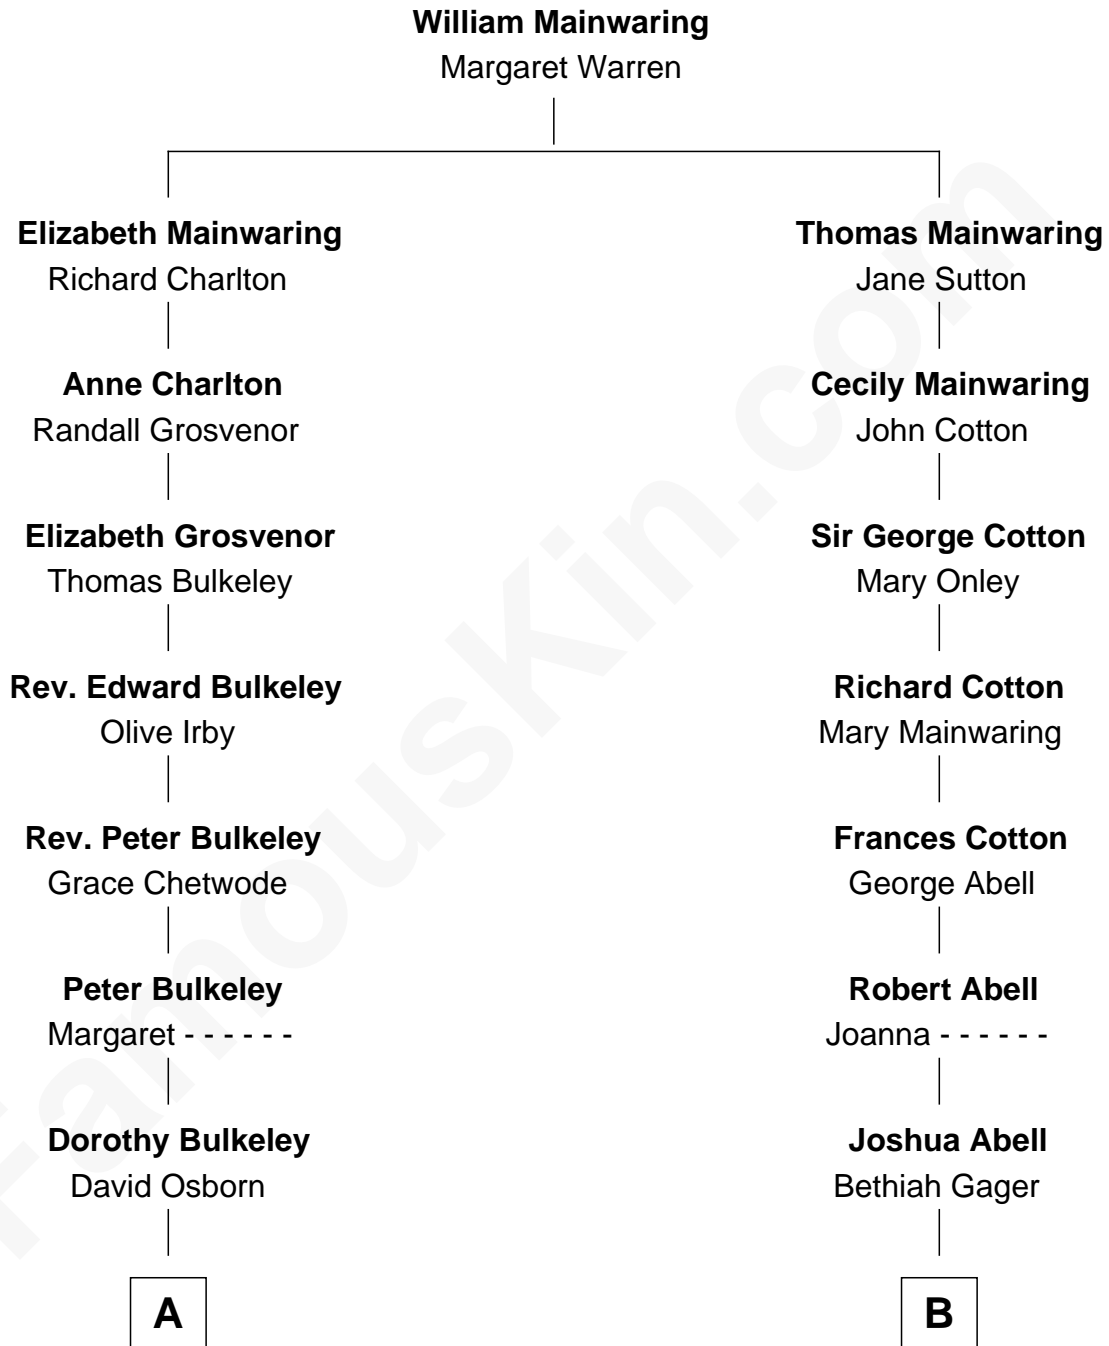 William Mainwaring
Margaret Warren
Elizabeth Mainwaring
Richard Charlton
Anne Charlton
Randall Grosvenor
Elizabeth Grosvenor
Thomas Bulkeley
Rev. Edward Bulkeley
Olive Irby
Rev. Peter Bulkeley
Grace Chetwode
Peter Bulkeley
Margaret - - - - - -
Dorothy Bulkeley
David Osborn
A
Thomas Mainwaring
Jane Sutton
Cecily Mainwaring
John Cotton
Sir George Cotton
Mary Onley
Richard Cotton
Mary Mainwaring
Frances Cotton
George Abell
Robert Abell
Joanna - - - - - -
Joshua Abell
Bethiah Gager
B
FamousKin.com